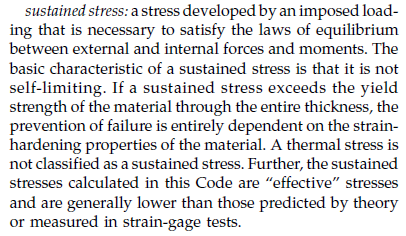 sustained stress: a stress developed by an imposed load-
ing that is necessary to satisfy the laws of equilibrium
between external and internal forces and moments. The
basic characteristic of a sustained stress is that it is not
self-limiting. If a sustained stress exceeds the yield
strength of the material through the entire thickness, the
prevention of failure is entirely dependent on the strain-
hardening properties of the material. A thermal stress is
not classified as a sustained stress. Further, the sustained
stresses calculated in this Code are “effective” stresses
and are generally lower than those predicted by theory
or measured in strain-gage tests.